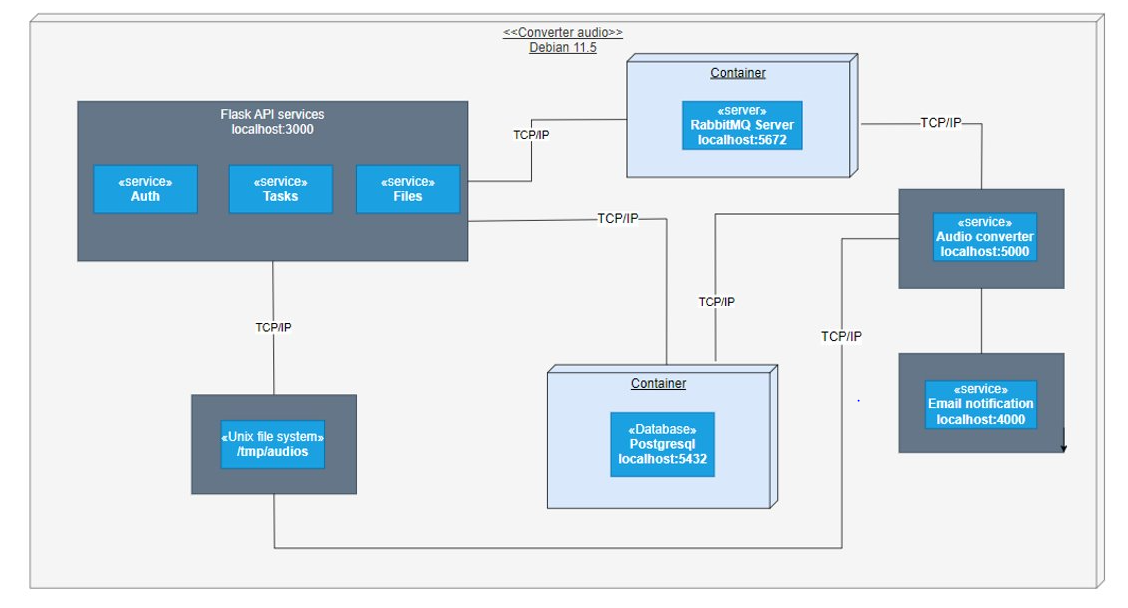 <<Converter audio>>
Debian 11.5
Container
«server»
RabbitMQ Server
localhost:5672
Flask API services
localhost:3000
«service»
Auth
«service»
Tasks
«service»
Files
TCP/IP
TCP/IP
TCP/IP
«service»
Audio converter
localhost:5000
TCP/IP
TCP/IP
TCP/IP
Container
«Database»
Postgresql
localhost:5432
«service»
Email notification
localhost:4000
«Unix file system»
/tmp/audios